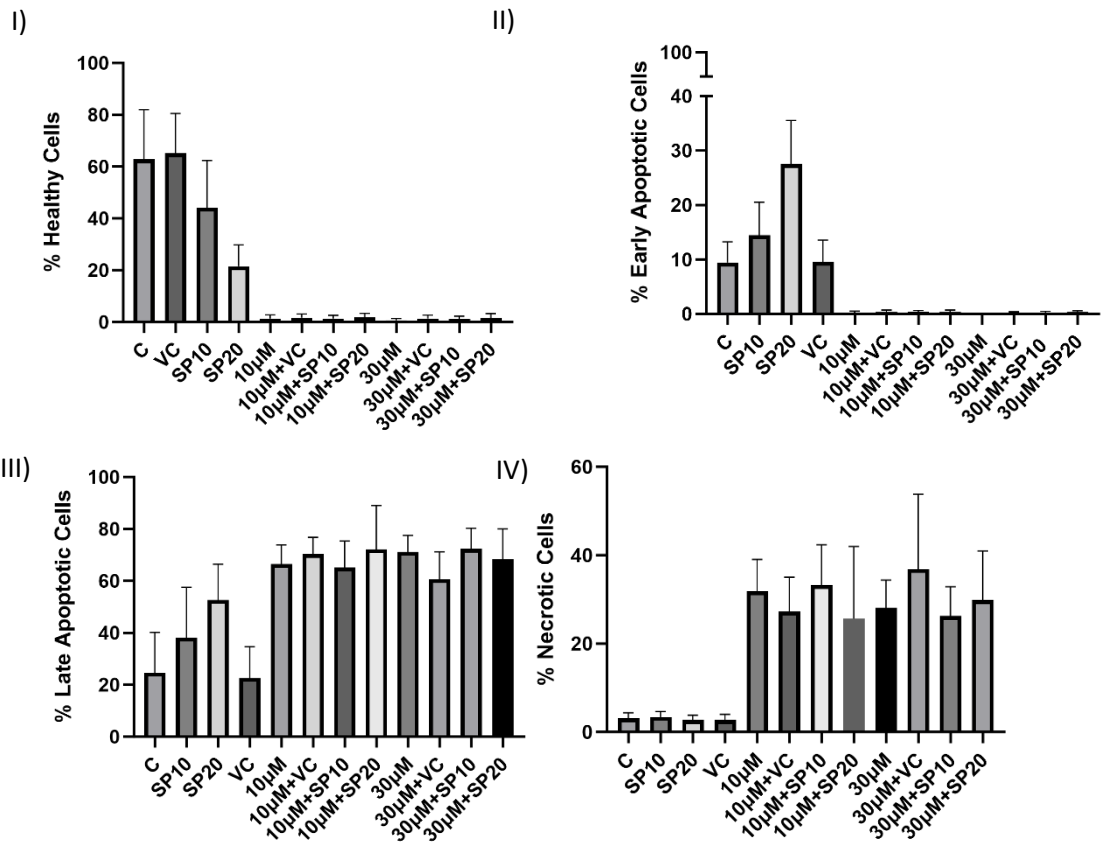 I)
% Healthy Cells
100
80
60
40
20
0
C
VC
SP10
SP20
10µM
10µM+VC
10µM+SP10
10µM+SP20
30µM
30µM+VC
30µM+SP10
30µM+SP20
II)
% Early Apoptotic Cells
100
40
30
20
10
0
C
SP10
SP20
VC
10µM
10µM+VC
10µM+SP10
10µM+SP20
30µM
30µM+VC
30µM+SP10
30µM+SP20
III)
% Late Apoptotic Cells
100
80
60
40
20
0
C
SP10
SP20
VC
10µM
10µM+VC
10µM+SP10
10µM+SP20
30µM
30µM+VC
30µM+SP10
30µM+SP20
IV)
% Necrotic Cells
60
40
20
0
C
SP10
SP20
VC
10µM
10µM+VC
10µM+SP10
10µM+SP20
30µM
30µM+VC
30µM+SP10
30µM+SP20